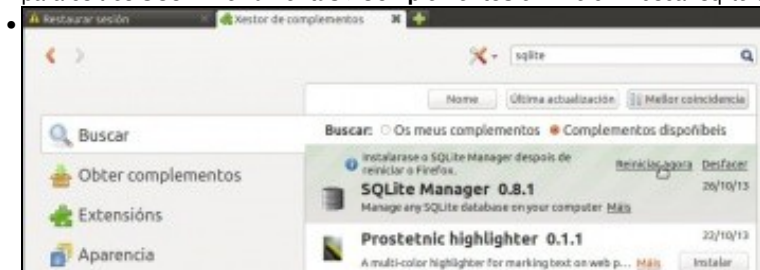 Restaurar sesión
Xestor de complementos
sqlite
Nome Última actualización Mellor coincidencia
Buscar
Buscar: Os meus complementos Complementos dispoñibeis
Obter complementos
Instalarase o SQLite Manager despois de reiniciar o Firefox. Reiniciar agora Desfacer
SQLite Manager 0.8.1 26/10/13
Manage any SQLite database on your computer Máis
Extensións
Prostetnic highlighter 0.1.1 22/10/13
Aparencia
A multi-color highlighter for marking text on web p... Máis Instalar